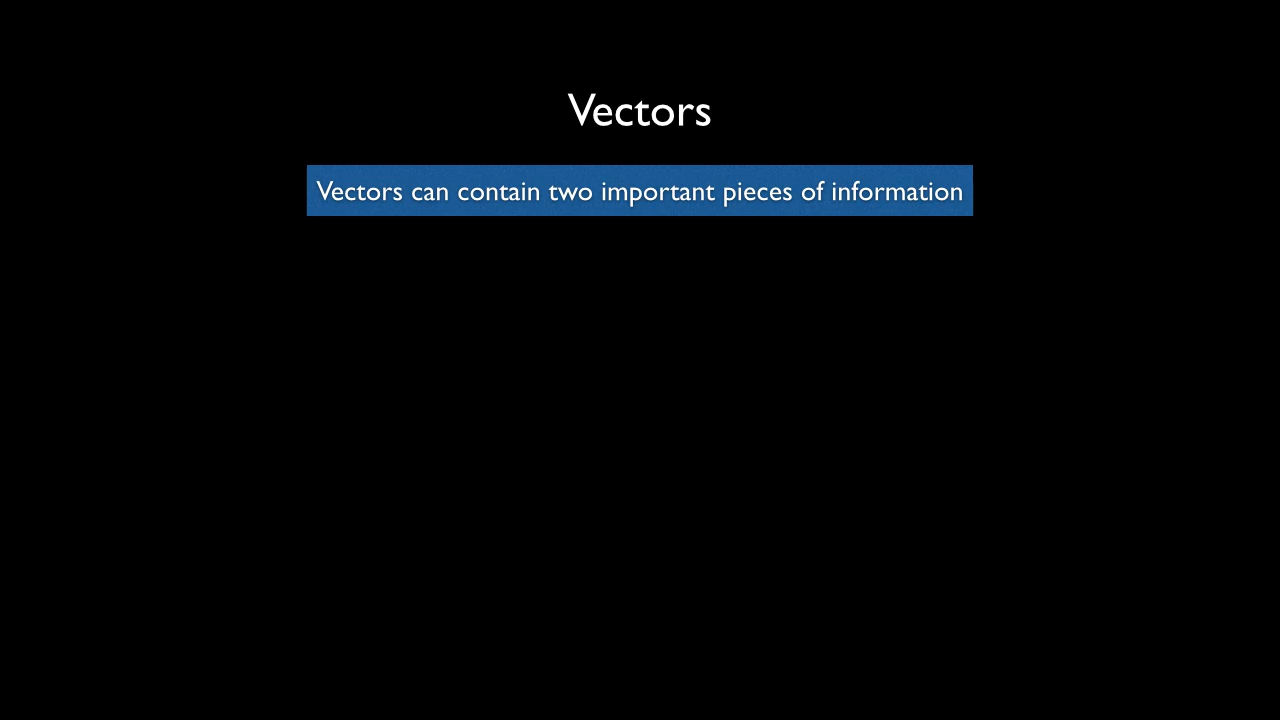 Vectors
Vectors can contain two important pieces of information